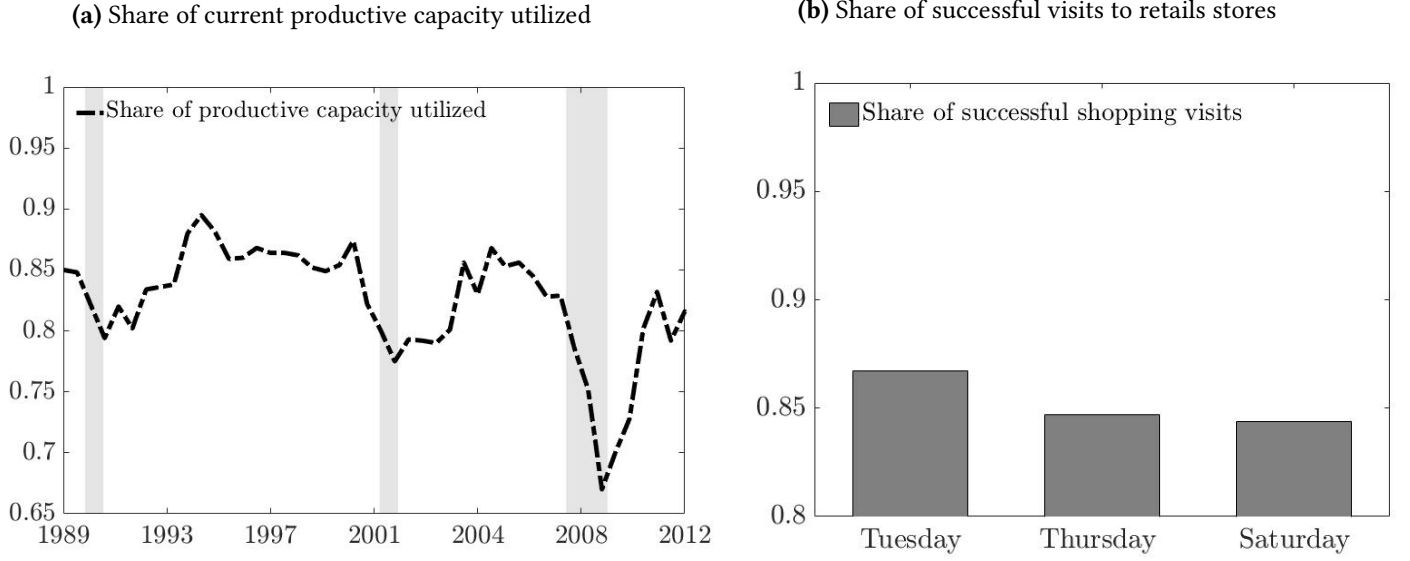 (a) Share of current productive capacity utilized
1
Share of productive capacity utilized
0.95
0.9
0.85
0.8
0.75
0.7
0.65
1989 1993 1997 2001 2004 2008 2012
(b) Share of successful visits to retails stores
1
Share of successful shopping visits
0.95
0.9
0.85
0.8
Tuesday Thursday Saturday